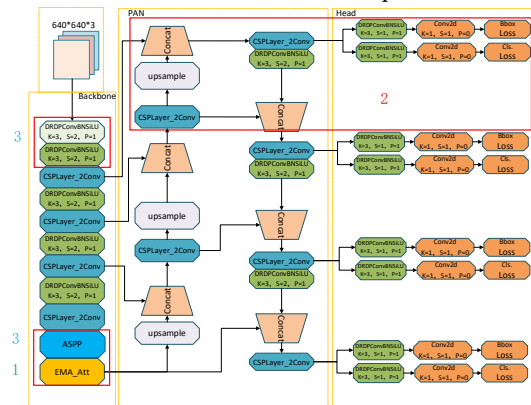 640*640*3
Backbone
3
DRDPConvBNSiLU
K=3, S=2, P=1
DRDPConvBNSiLU
K=3, S=2, P=1
CSPLayer_2Conv
DRDPConvBNSiLU
K=3, S=2, P=1
CSPLayer_2Conv
DRDPConvBNSiLU
K=3, S=2, P=1
CSPLayer_2Conv
DRDPConvBNSiLU
K=3, S=2, P=1
CSPLayer_2Conv
3
ASPP
1
EMA_Att
PAN
Concat
upsample
CSPLayer_2Conv
Concat
upsample
CSPLayer_2Conv
Concat
upsample
CSPLayer_2Conv
DRDPConvBNSiLU
K=3, S=2, P=1
Concat
CSPLayer_2Conv
DRDPConvBNSiLU
K=3, S=2, P=1
Concat
CSPLayer_2Conv
DRDPConvBNSiLU
K=3, S=2, P=1
Concat
CSPLayer_2Conv
Head
DRDPConvBNSiLU
K=3, S=1, P=1
Conv2d
K=1, S=1, P=0
Bbox
Loss
DRDPConvBNSiLU
K=3, S=1, P=1
Conv2d
K=1, S=1, P=0
Cls.
Loss
2
DRDPConvBNSiLU
K=3, S=1, P=1
Conv2d
K=1, S=1, P=0
Bbox
Loss
DRDPConvBNSiLU
K=3, S=1, P=1
Conv2d
K=1, S=1, P=0
Cls.
Loss
DRDPConvBNSiLU
K=3, S=1, P=1
Conv2d
K=1, S=1, P=0
Bbox
Loss
DRDPConvBNSiLU
K=3, S=1, P=1
Conv2d
K=1, S=1, P=0
Cls.
Loss
DRDPConvBNSiLU
K=3, S=1, P=1
Conv2d
K=1, S=1, P=0
Bbox
Loss
DRDPConvBNSiLU
K=3, S=1, P=1
Conv2d
K=1, S=1, P=0
Cls.
Loss